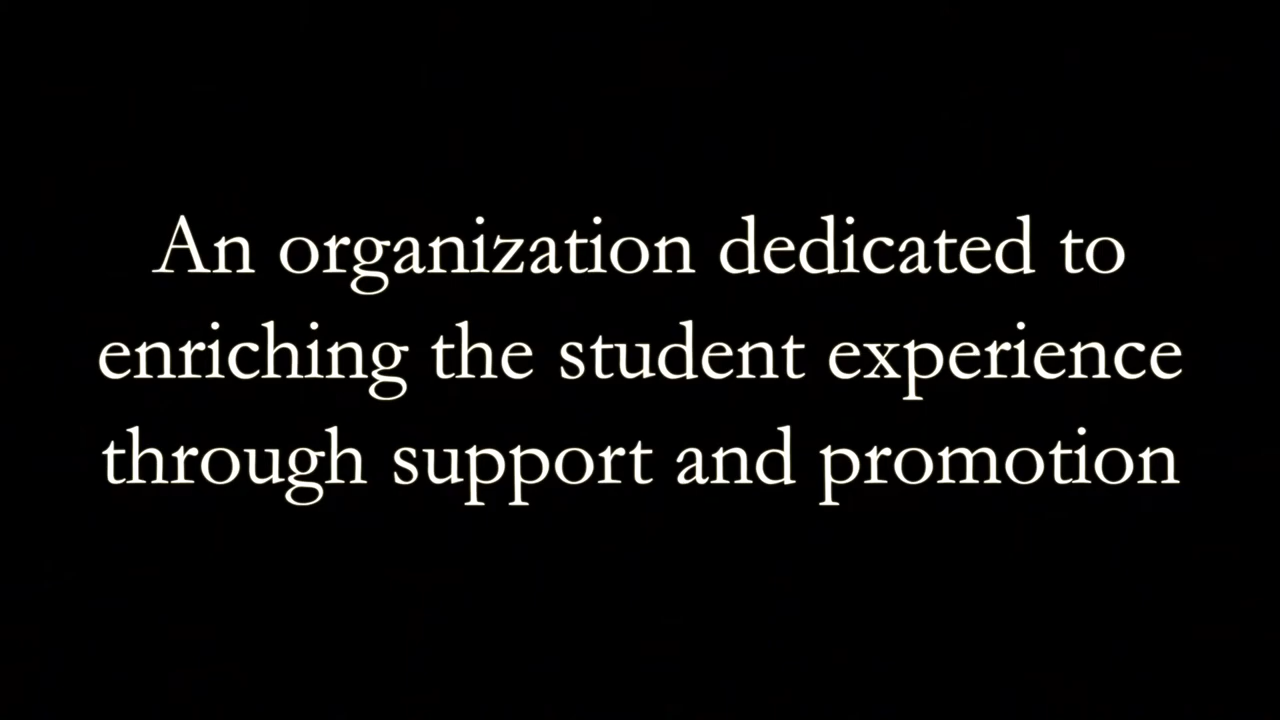 An organization dedicated to
enriching the student experience
through support and promotion